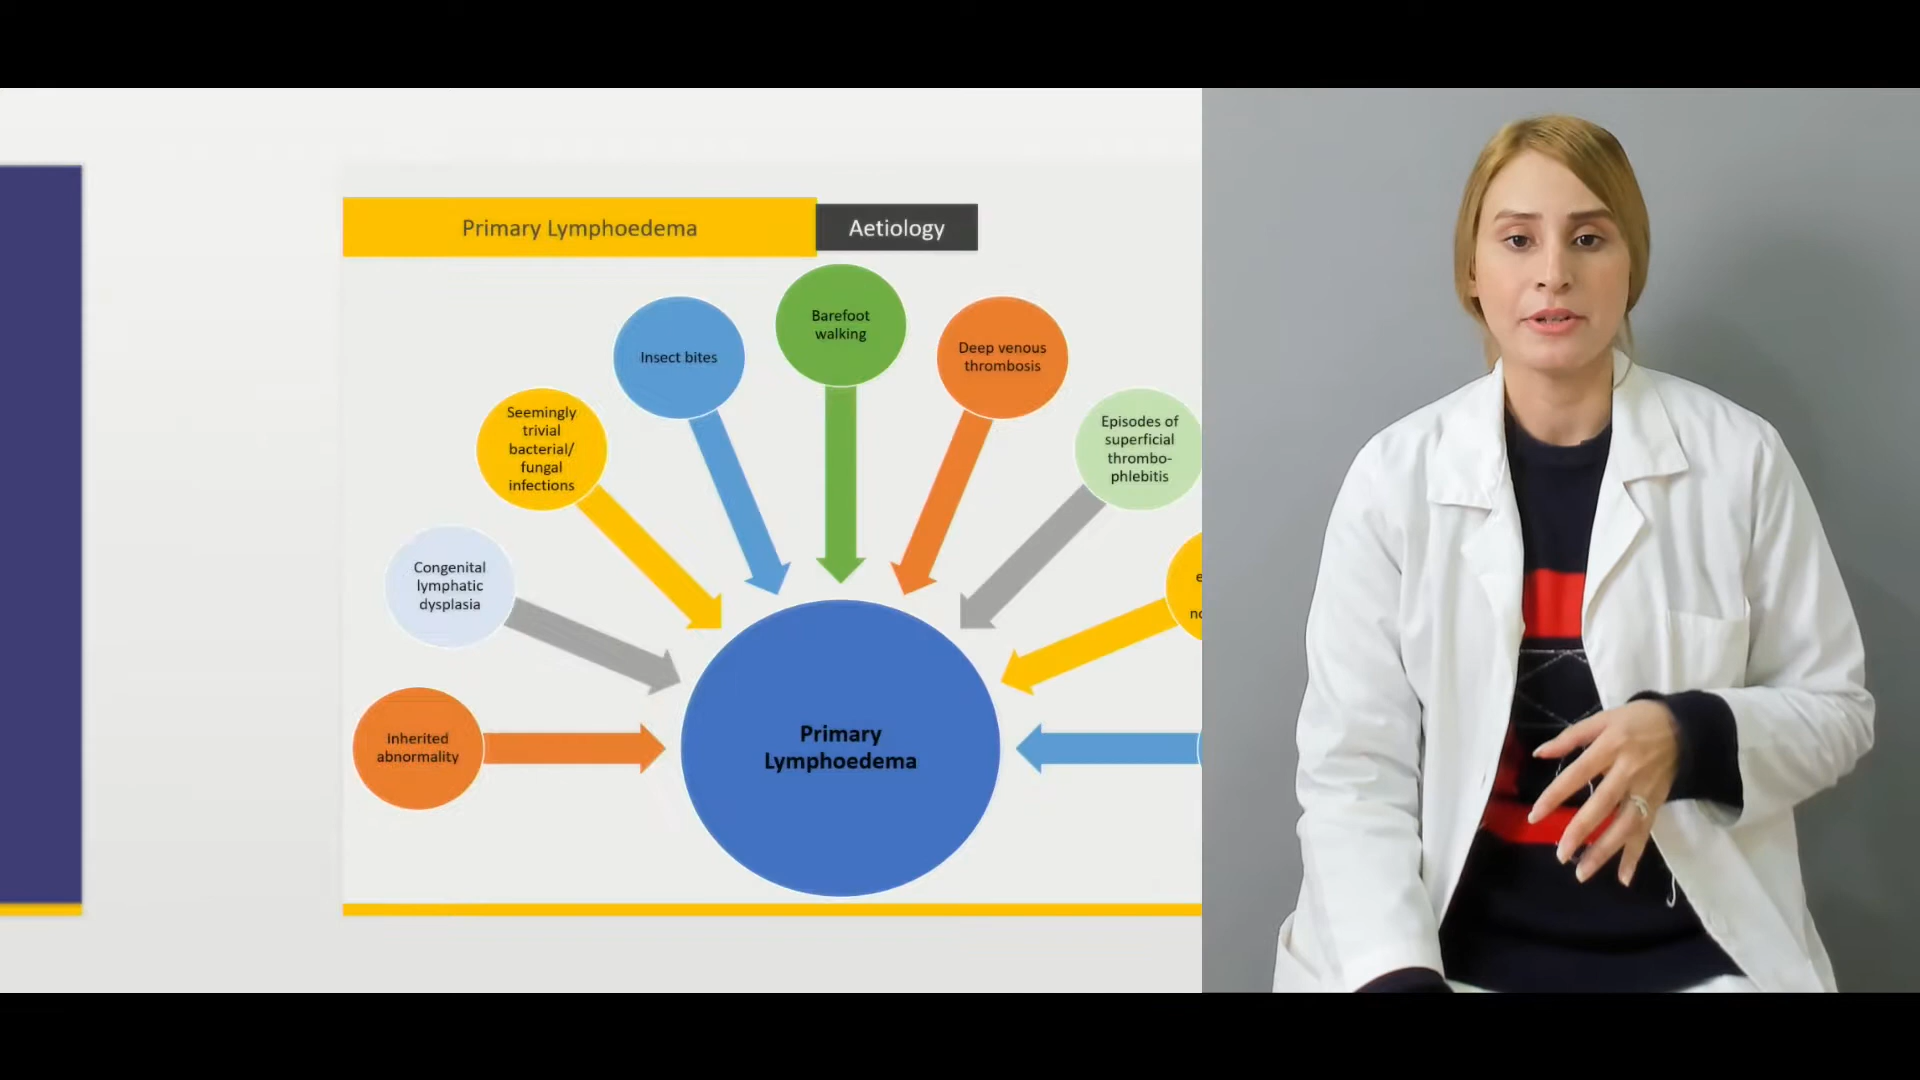 Primary Lymphoedema
Aetiology
Barefoot
walking
Insect bites
Deep venous
thrombosis
Seemingly
trivial
bacterial/
fungal
infections
Episodes of
superficial
thrombo-
phlebitis
Congenital
lymphatic
dysplasia
Inherited
abnormality
Primary
Lymphoedema